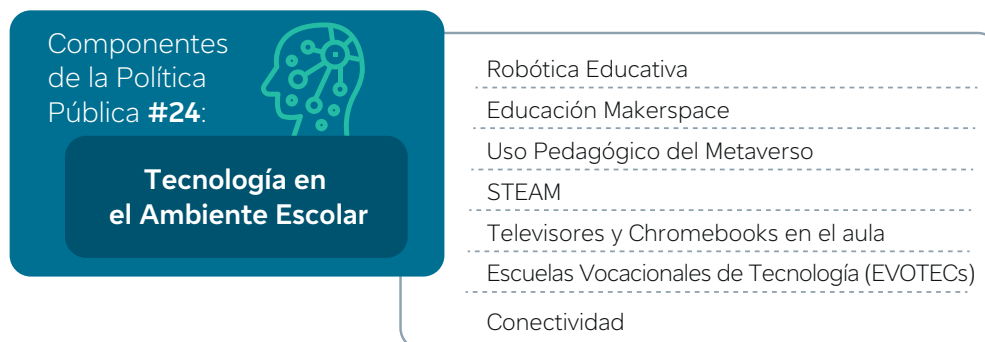 Componentes
de la Política
Pública #24:
Tecnología en
el Ambiente Escolar
Robótica Educativa
Educación Makerspace
Uso Pedagógico del Metaverso
STEAM
Televisores y Chromebooks en el aula
Escuelas Vocacionales de Tecnología (EVOTECs)
Conectividad